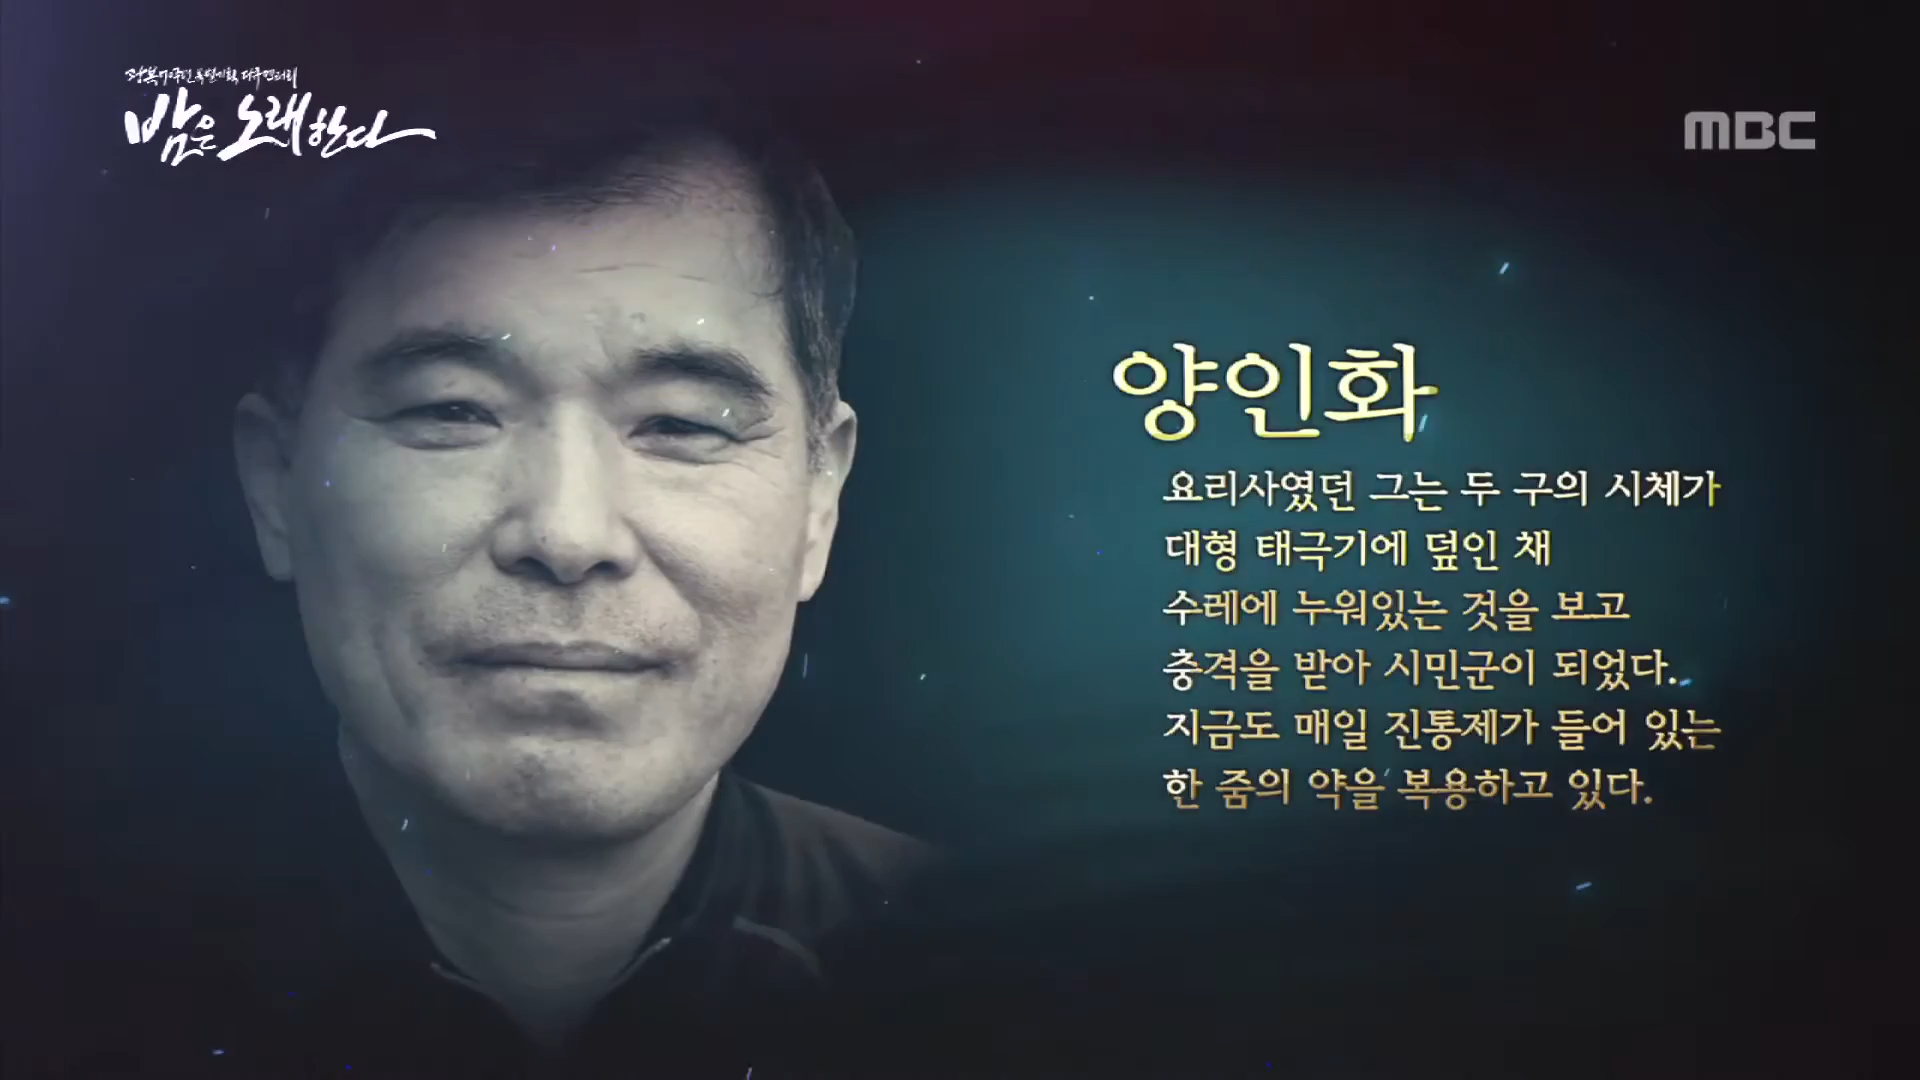 밤은 노래한다
MBC
양인화
요리사였던 그는 두 구의 시체가
대형 태극기에 덮인 채
수레에 누워있는 것을 보고
충격을 받아 시민군이 되었다.
지금도 매일 진통제가 들어 있는
한 줌의 약을 복용하고 있다.